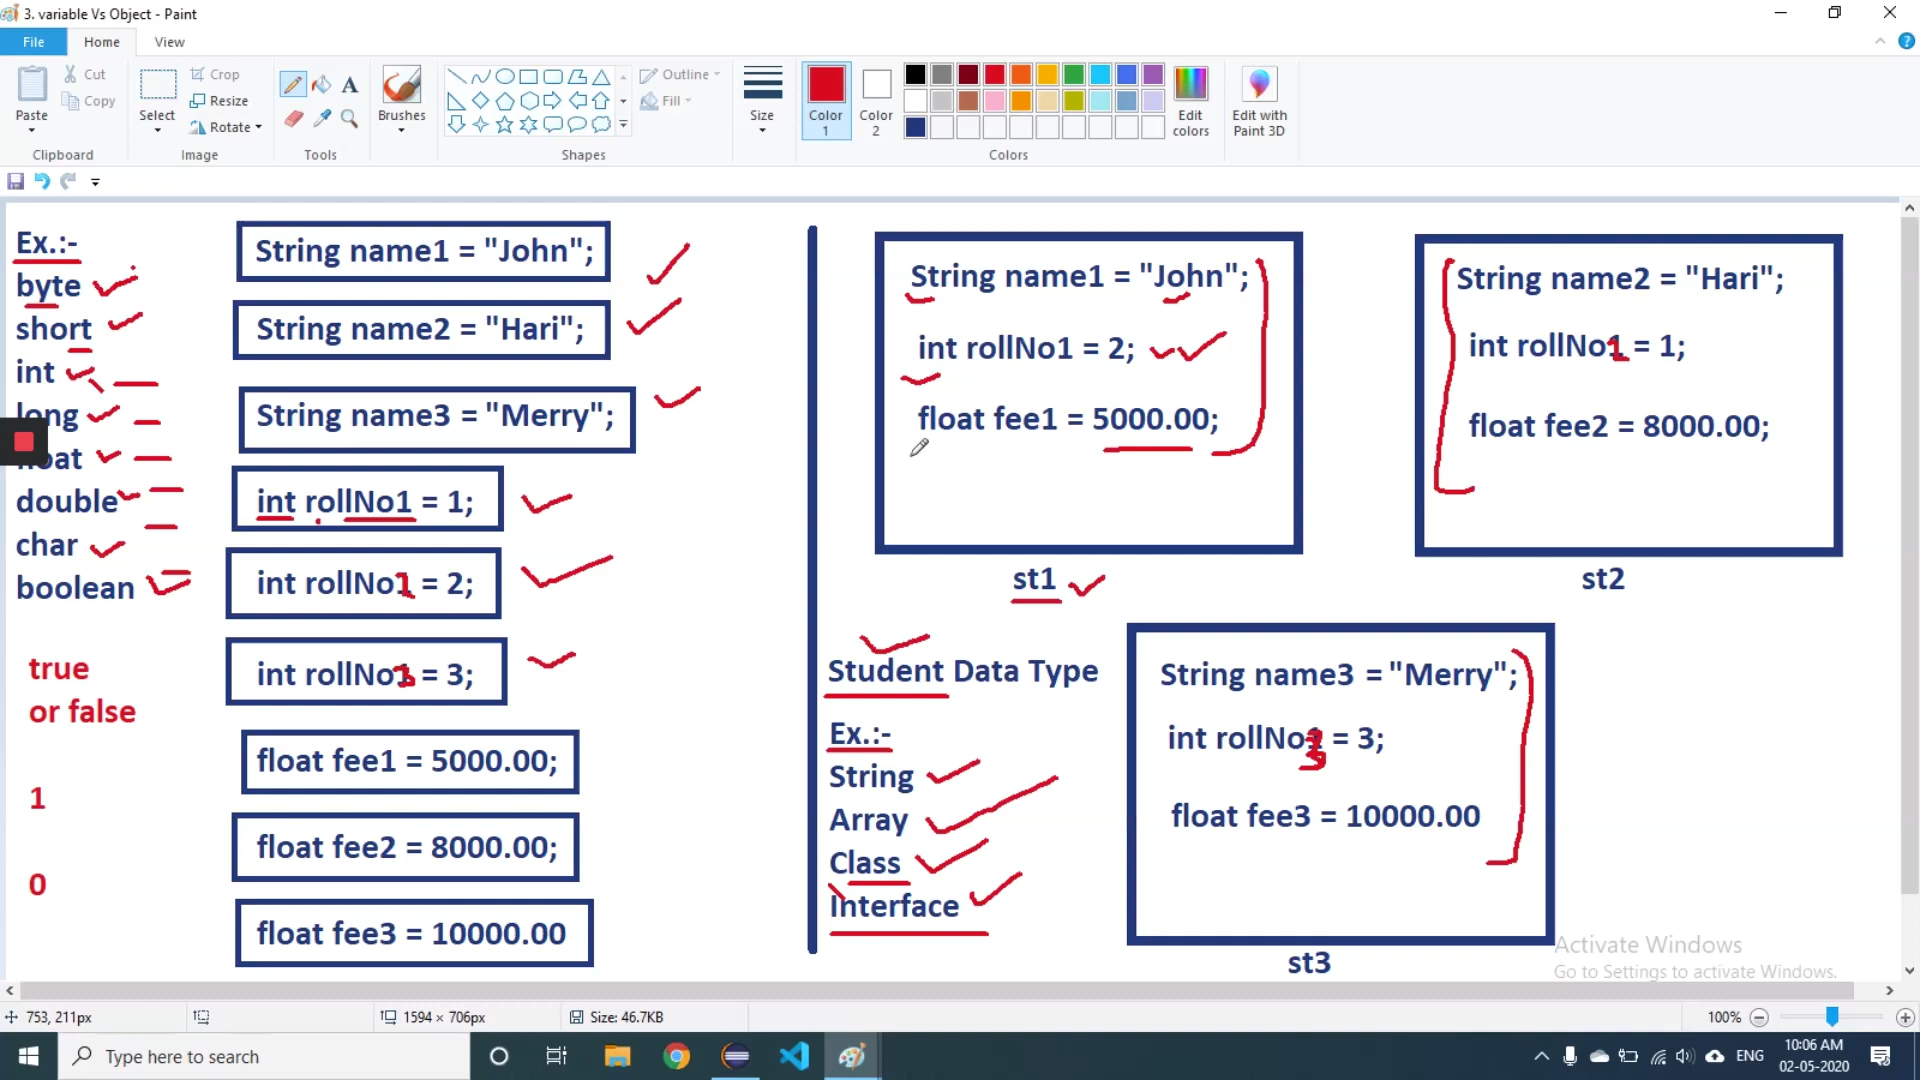 3. variable Vs Object - Paint
File
Home
View
Paste
Cut
Copy
Clipboard
Select
Crop
Resize
Rotate
Image
Tools
Brushes
Shapes
Outline
Fill
Size
Color 1
Color 2
Edit colors
Colors
Edit with Paint 3D
Ex.:-
byte
short
int
long
double
char
boolean
true
or false
1
0
String name1 = "John";
String name2 = "Hari";
String name3 = "Merry";
int rollNo1 = 1;
int rollNo2 = 2;
int rollNo3 = 3;
float fee1 = 5000.00;
float fee2 = 8000.00;
float fee3 = 10000.00
String name1 = "John";
int rollNo1 = 2;
float fee1 = 5000.00;
st1
String name2 = "Hari";
int rollNo2 = 1;
float fee2 = 8000.00;
st2
Student Data Type
Ex.:-
String
Array
Class
Interface
String name3 = "Merry";
int rollNo3 = 3;
float fee3 = 10000.00
st3
Activate Windows
Go to Settings to activate Windows.
753, 211px
1594 × 706px
Size: 46.7KB
100%
Type here to search
ENG
10:06 AM
02-05-2020